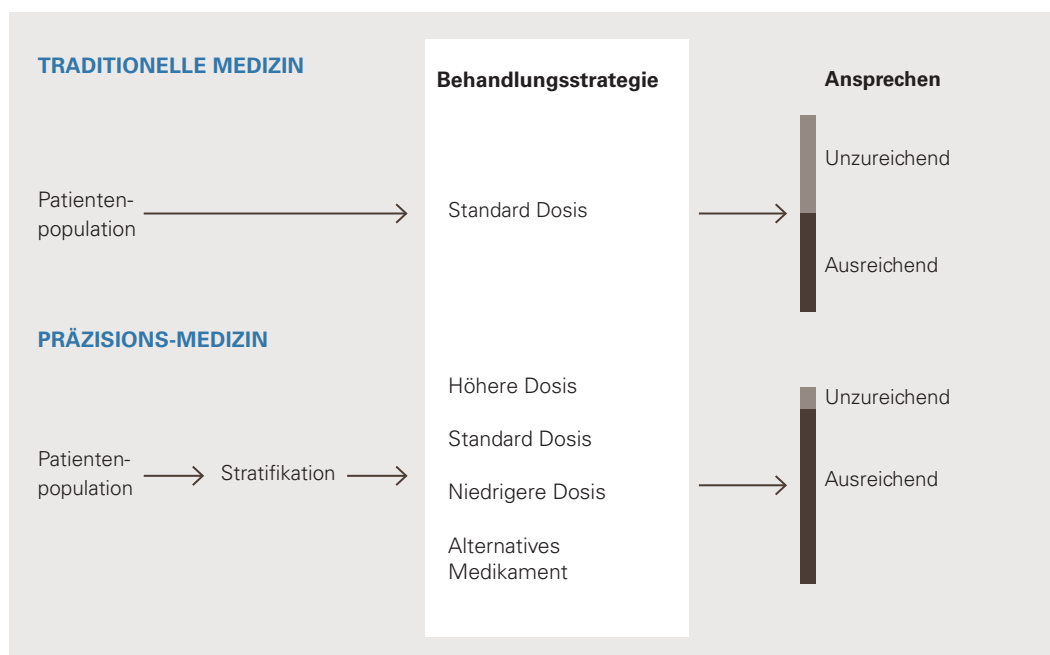 TRADITIONELLE MEDIZIN
Behandlungsstrategie
Ansprechen
Patienten-
population
Standard Dosis
Unzureichend
Ausreichend
PRÄZISIONS-MEDIZIN
Patienten-
population
Stratifikation
Höhere Dosis
Standard Dosis
Niedrigere Dosis
Alternatives
Medikament
Unzureichend
Ausreichend